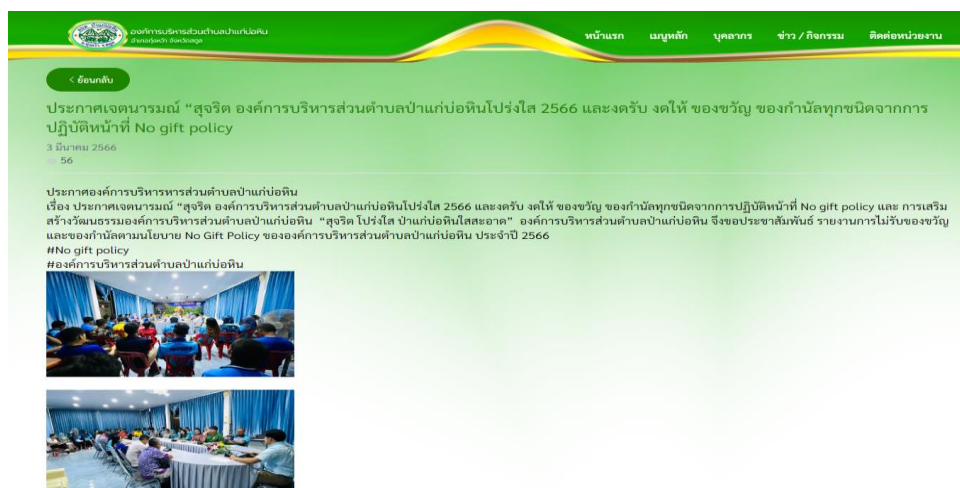 องค์การบริหารส่วนตำบลป่าแก่บ่อหิน
อำเภอทุ่งหว้า จังหวัดสตูล
หน้าแรก เมนูหลัก บุคลากร ข่าว / กิจกรรม ติดต่อหน่วยงาน
< ย้อนกลับ
ประกาศเจตนารมณ์ “สุจริต องค์การบริหารส่วนตำบลป่าแก่บ่อหินโปร่งใส 2566 และงดรับ งดให้ ของขวัญ ของกำนัลทุกชนิดจากการ
ปฏิบัติหน้าที่ No gift policy
3 มีนาคม 2566
56
ประกาศองค์การบริหารหารส่วนตำบลป่าแก่บ่อหิน
เรื่อง ประกาศเจตนารมณ์ “สุจริต องค์การบริหารส่วนตำบลป่าแก่บ่อหินโปร่งใส 2566 และงดรับ งดให้ ของขวัญ ของกำนัลทุกชนิดจากการปฏิบัติหน้าที่ No gift policy และ การเสริม
สร้างวัฒนธรรมองค์การบริหารส่วนตำบลป่าแก่บ่อหิน “สุจริต โปร่งใส ป่าแก่บ่อหินใสสะอาด” องค์การบริหารส่วนตำบลป่าแก่บ่อหิน จึงขอประชาสัมพันธ์ รายงานการไม่รับของขวัญ
และของกำนัลตามนโยบาย No Gift Policy ขององค์การบริหารส่วนตำบลป่าแก่บ่อหิน ประจำปี 2566
#No gift policy
#องค์การบริหารส่วนตำบลป่าแก่บ่อหิน